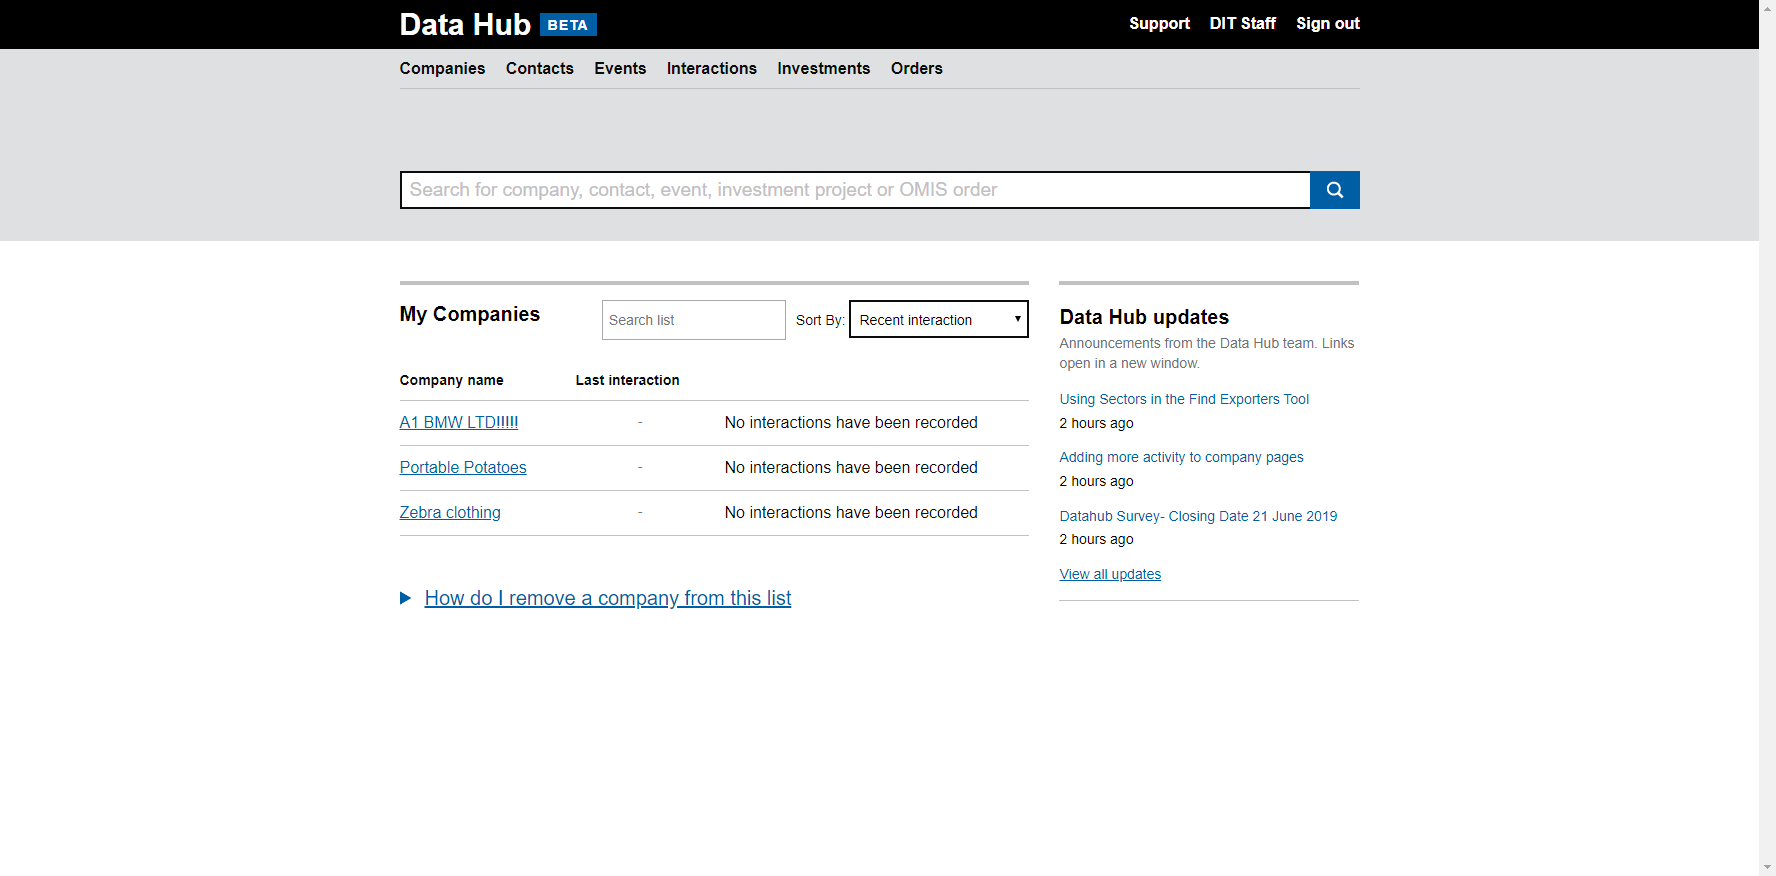 Data Hub BETA
Support DIT Staff Sign out
Companies Contacts Events Interactions Investments Orders
Search for company, contact, event, investment project or OMIS order
My Companies
Search list
Sort By: Recent interaction
Company name Last interaction
A1 BMW LTD!!!!! - No interactions have been recorded
Portable Potatoes - No interactions have been recorded
Zebra clothing - No interactions have been recorded
How do I remove a company from this list
Data Hub updates
Announcements from the Data Hub team. Links
open in a new window.
Using Sectors in the Find Exporters Tool
2 hours ago
Adding more activity to company pages
2 hours ago
Datahub Survey- Closing Date 21 June 2019
2 hours ago
View all updates